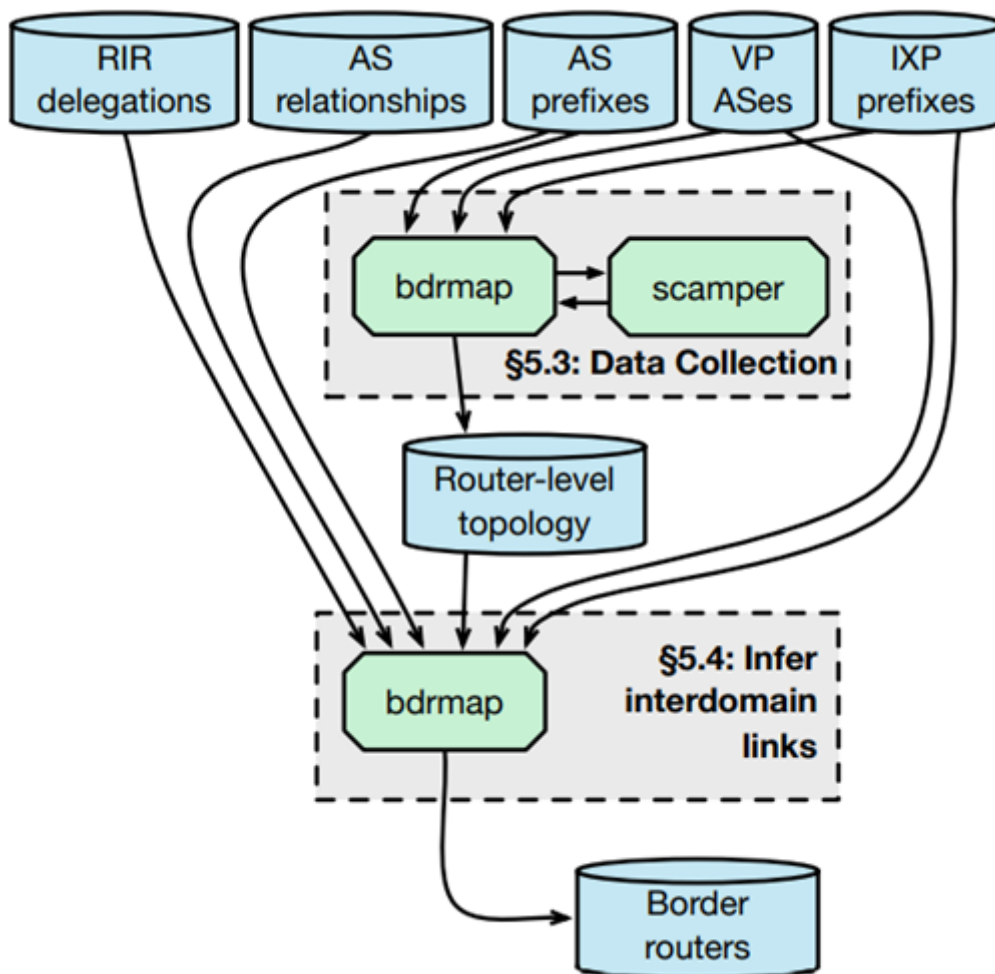 RIR
delegations
AS
relationships
AS
prefixes
VP
ASes
IXP
prefixes
bdrmap
scamper
§5.3: Data Collection
Router-level
topology
§5.4: Infer
interdomain
links
bdrmap
Border
routers